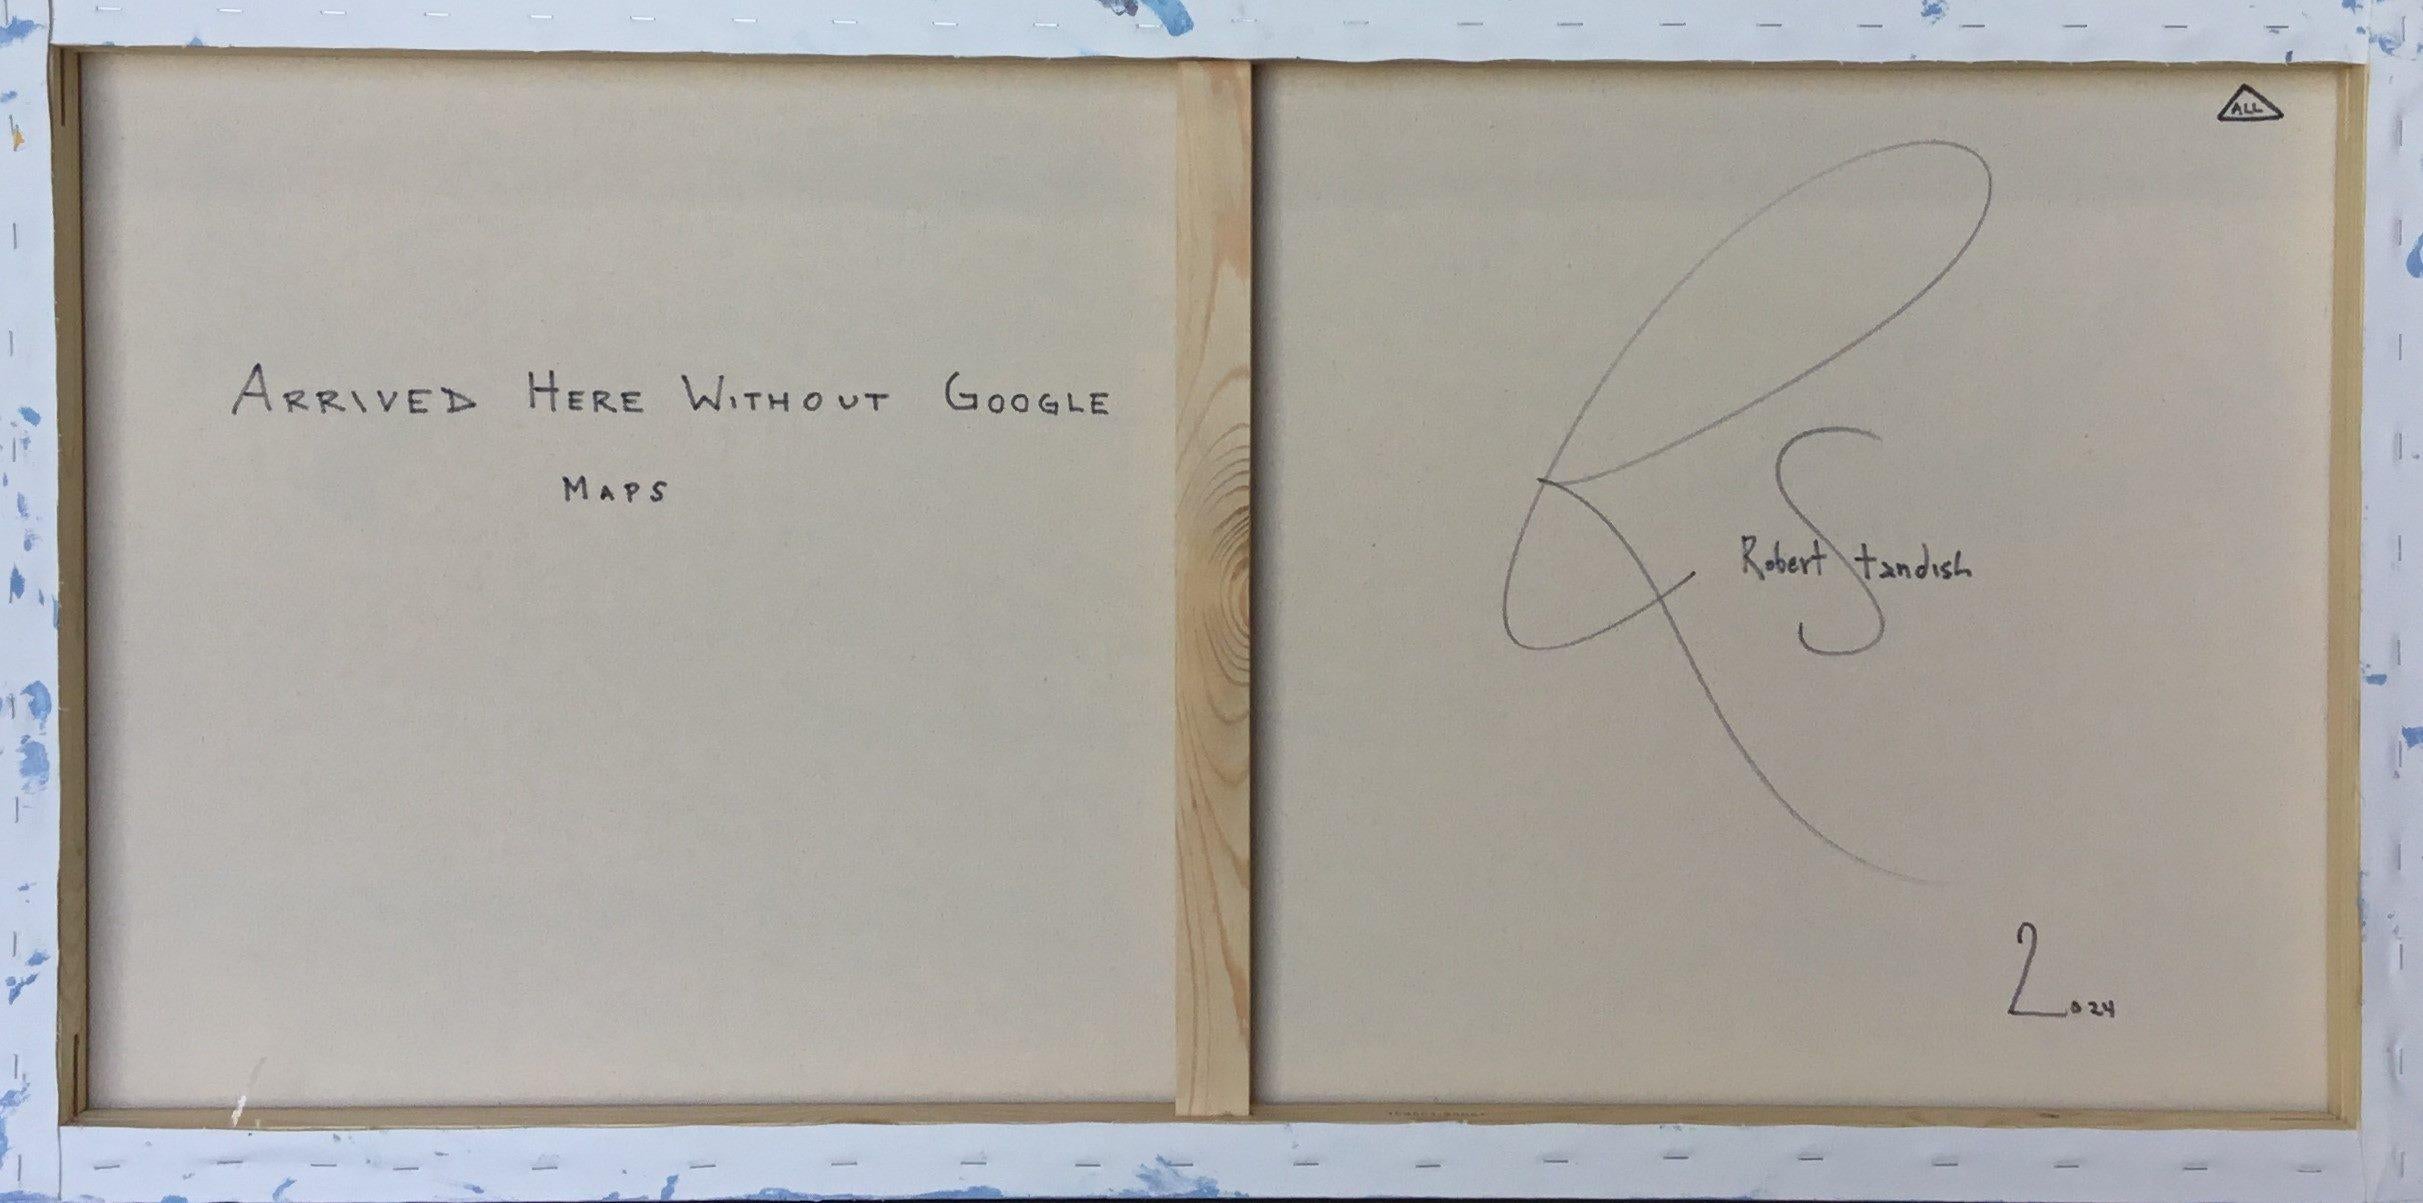 ARRIVED HERE WITHOUT GOOGLE
MAPS
ALL
R
Robert Standish
2024